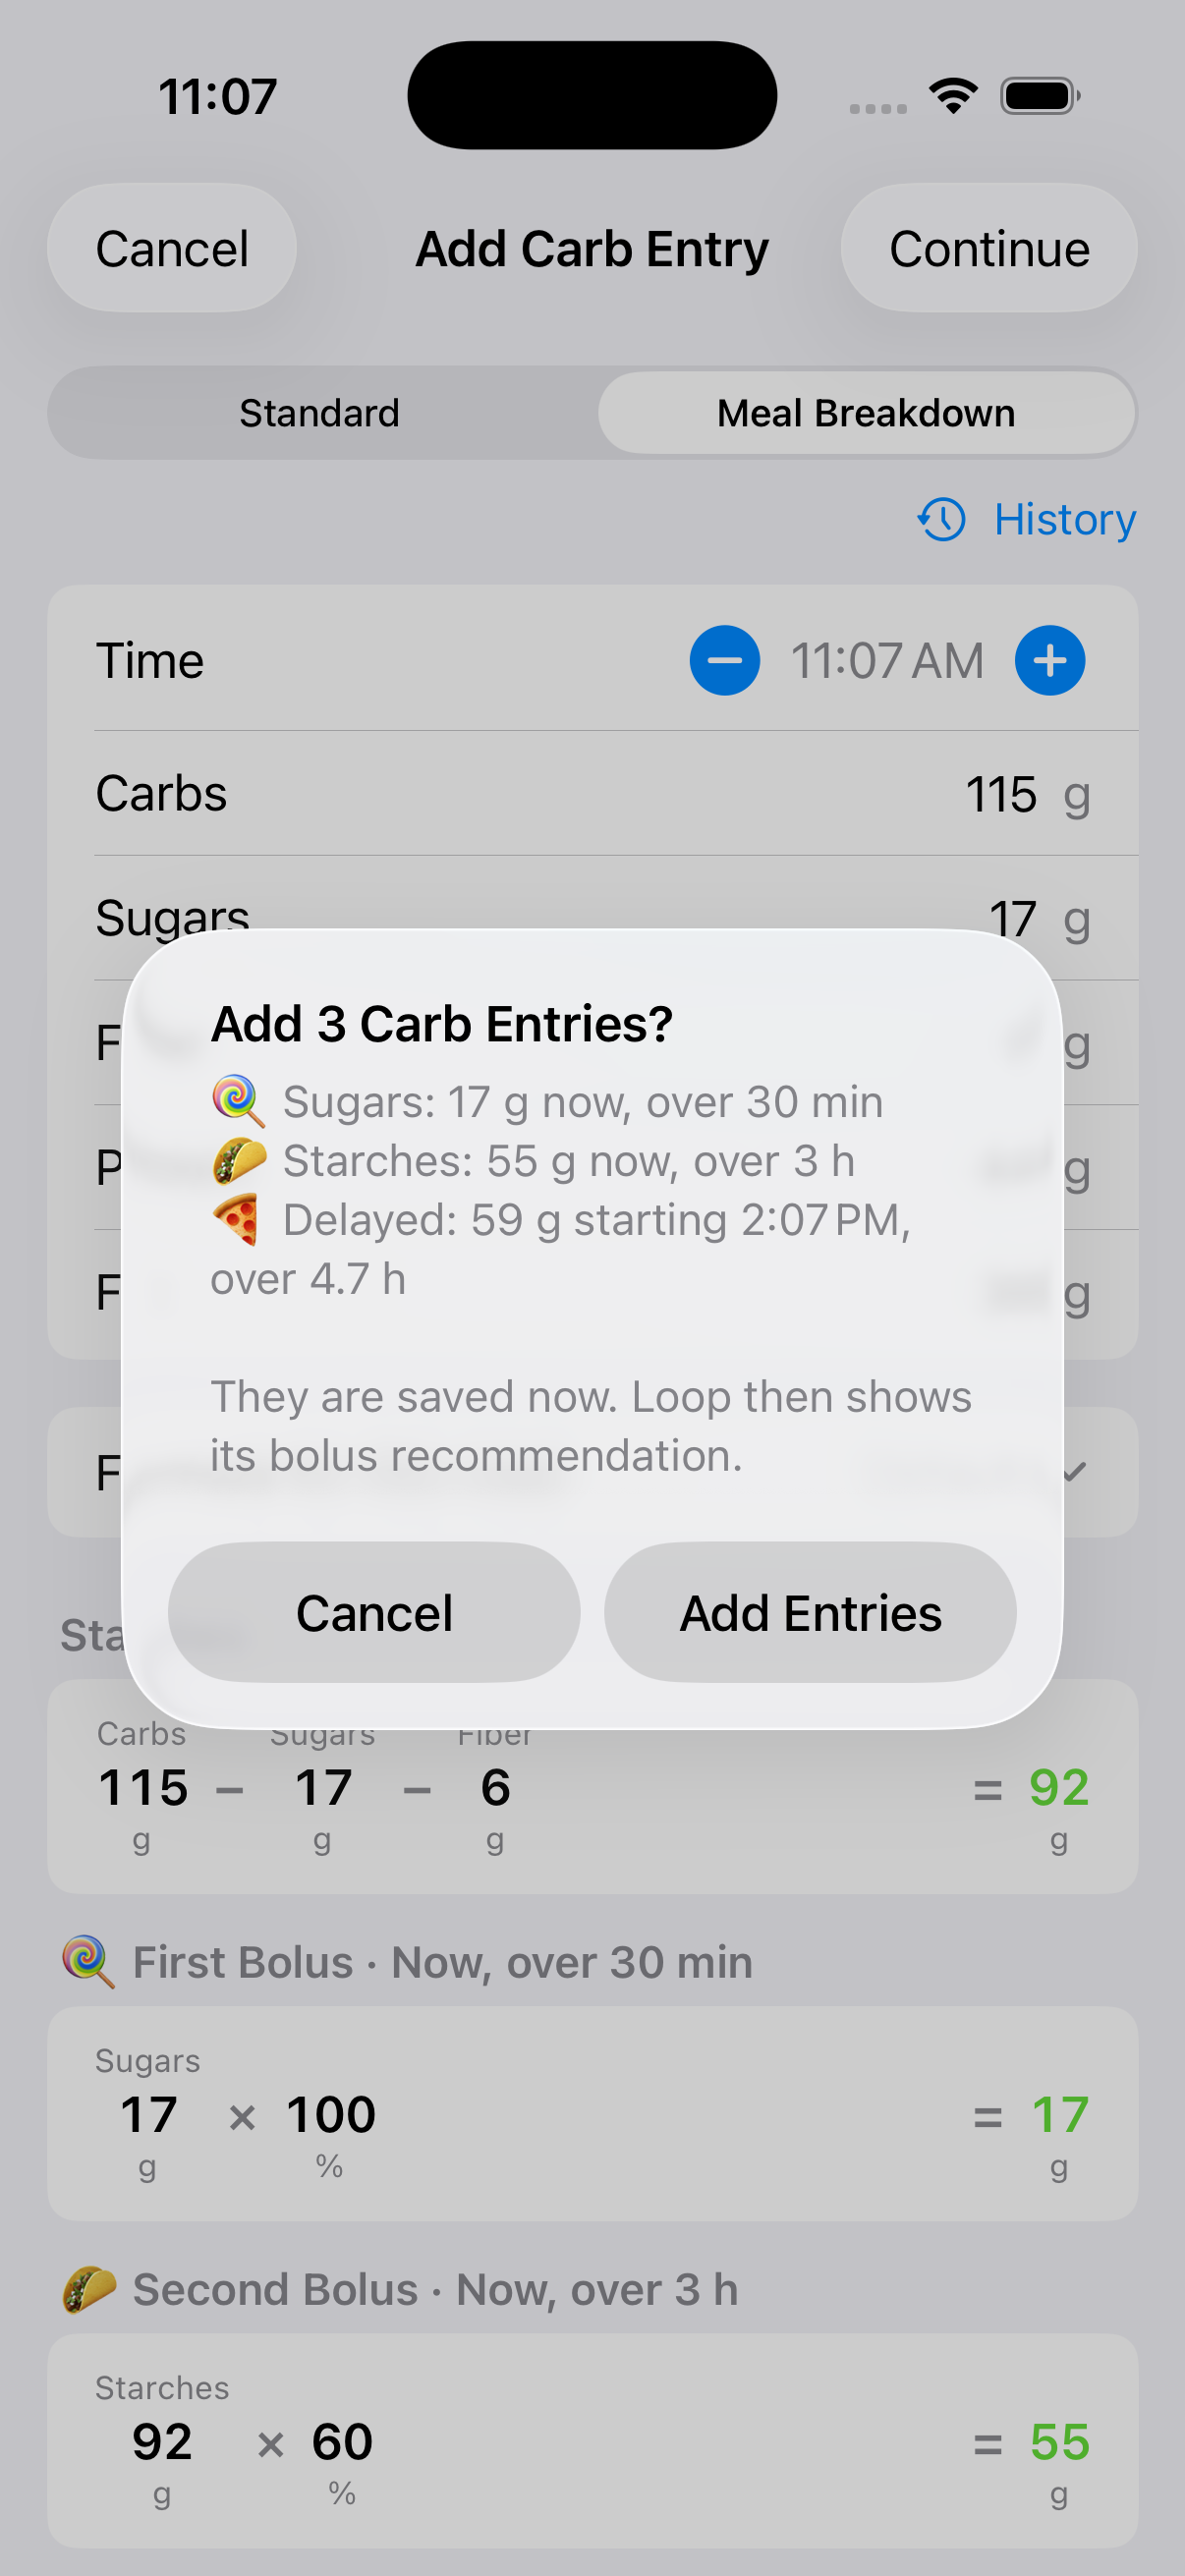 11:07
Cancel
Add Carb Entry
Continue
Standard
Meal Breakdown
History
Time
11:07 AM
Carbs
115 g
Sugars
17 g
g
g
g
Add 3 Carb Entries?
🍭 Sugars: 17 g now, over 30 min
🌮 Starches: 55 g now, over 3 h
🍕 Delayed: 59 g starting 2:07 PM,
over 4.7 h
They are saved now. Loop then shows
its bolus recommendation.
Cancel
Add Entries
Carbs Sugars Fiber
115 − 17 − 6 = 92
g g g g
🍭 First Bolus · Now, over 30 min
Sugars
17 × 100 = 17
g % g
🌮 Second Bolus · Now, over 3 h
Starches
92 × 60 = 55
g % g